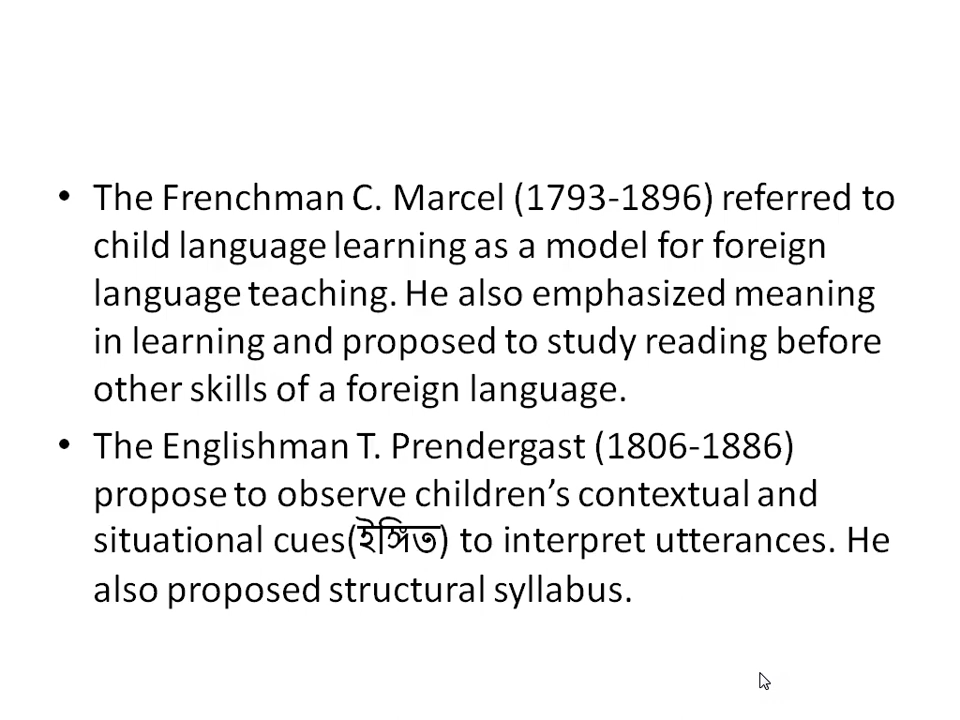 • The Frenchman C. Marcel (1793-1896) referred to
child language learning as a model for foreign
language teaching. He also emphasized meaning
in learning and proposed to study reading before
other skills of a foreign language.
• The Englishman T. Prendergast (1806-1886)
propose to observe children’s contextual and
situational cues(ইঙ্গিত) to interpret utterances. He
also proposed structural syllabus.